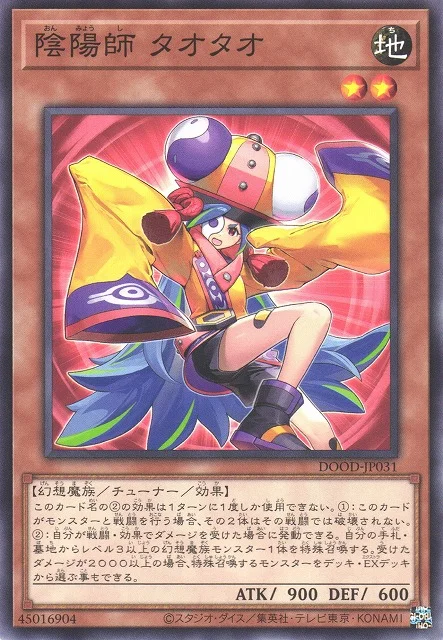 陰陽師 タオタオ
地
DOOD-JP031
【幻想魔族／チューナー／効果】
このカード名の②の効果は1ターンに1度しか使用できない。①：このカード
がモンスターと戦闘を行う場合、その2体はその戦闘では破壊されない。
②：自分が戦闘・効果でダメージを受けた場合に発動できる。自分の手札・
墓地からレベル3以上の幻想魔族モンスター1体を特殊召喚する。受けた
ダメージが2000以上の場合、特殊召喚するモンスターをデッキ・EXデッキ
から選ぶ事もできる。
ATK/ 900 DEF/ 600
45016904
©スタジオ・ダイス／集英社・テレビ東京・KONAMI